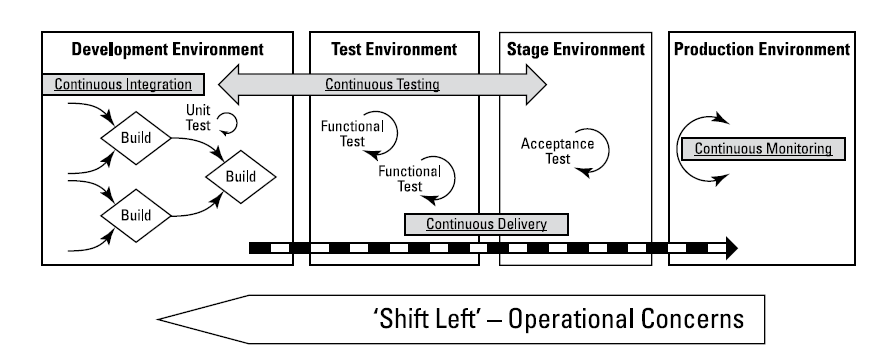 Development Environment
Test Environment
Stage Environment
Production Environment
Continuous Integration
Continuous Testing
Unit
Test
Build
Build
Build
Functional
Test
Functional
Test
Acceptance
Test
Continuous Monitoring
Continuous Delivery
‘Shift Left’ – Operational Concerns